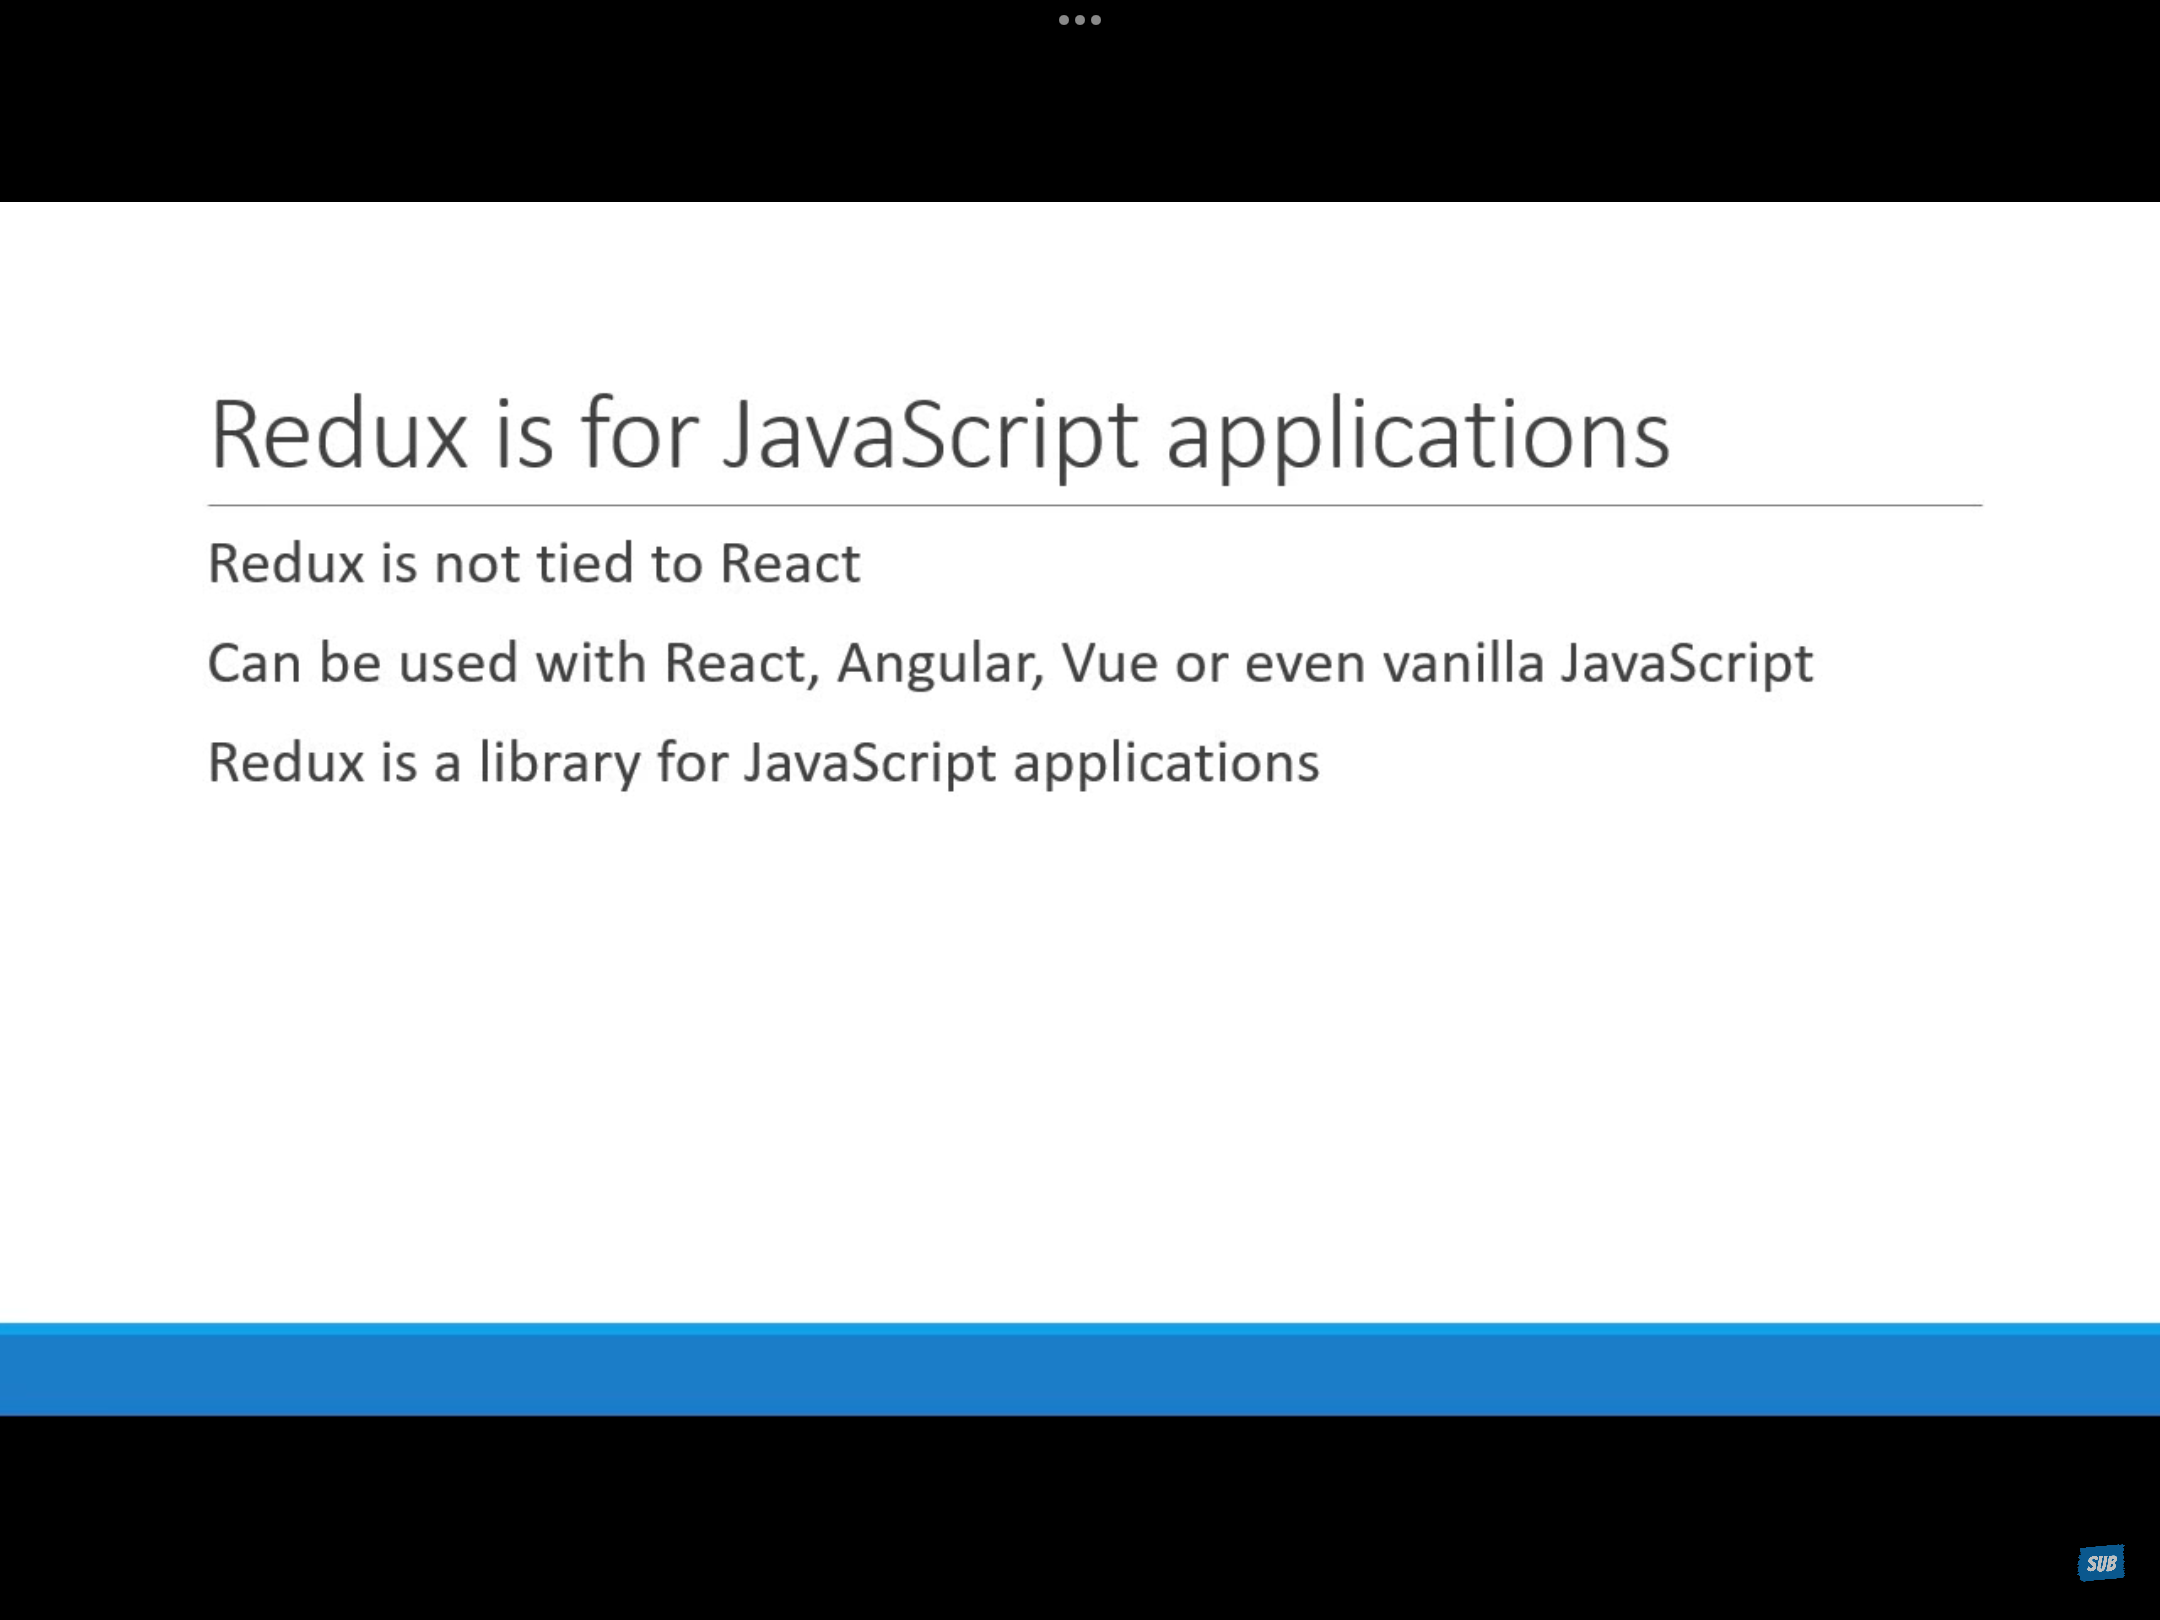 Redux is for JavaScript applications
Redux is not tied to React
Can be used with React, Angular, Vue or even vanilla JavaScript
Redux is a library for JavaScript applications
SUB